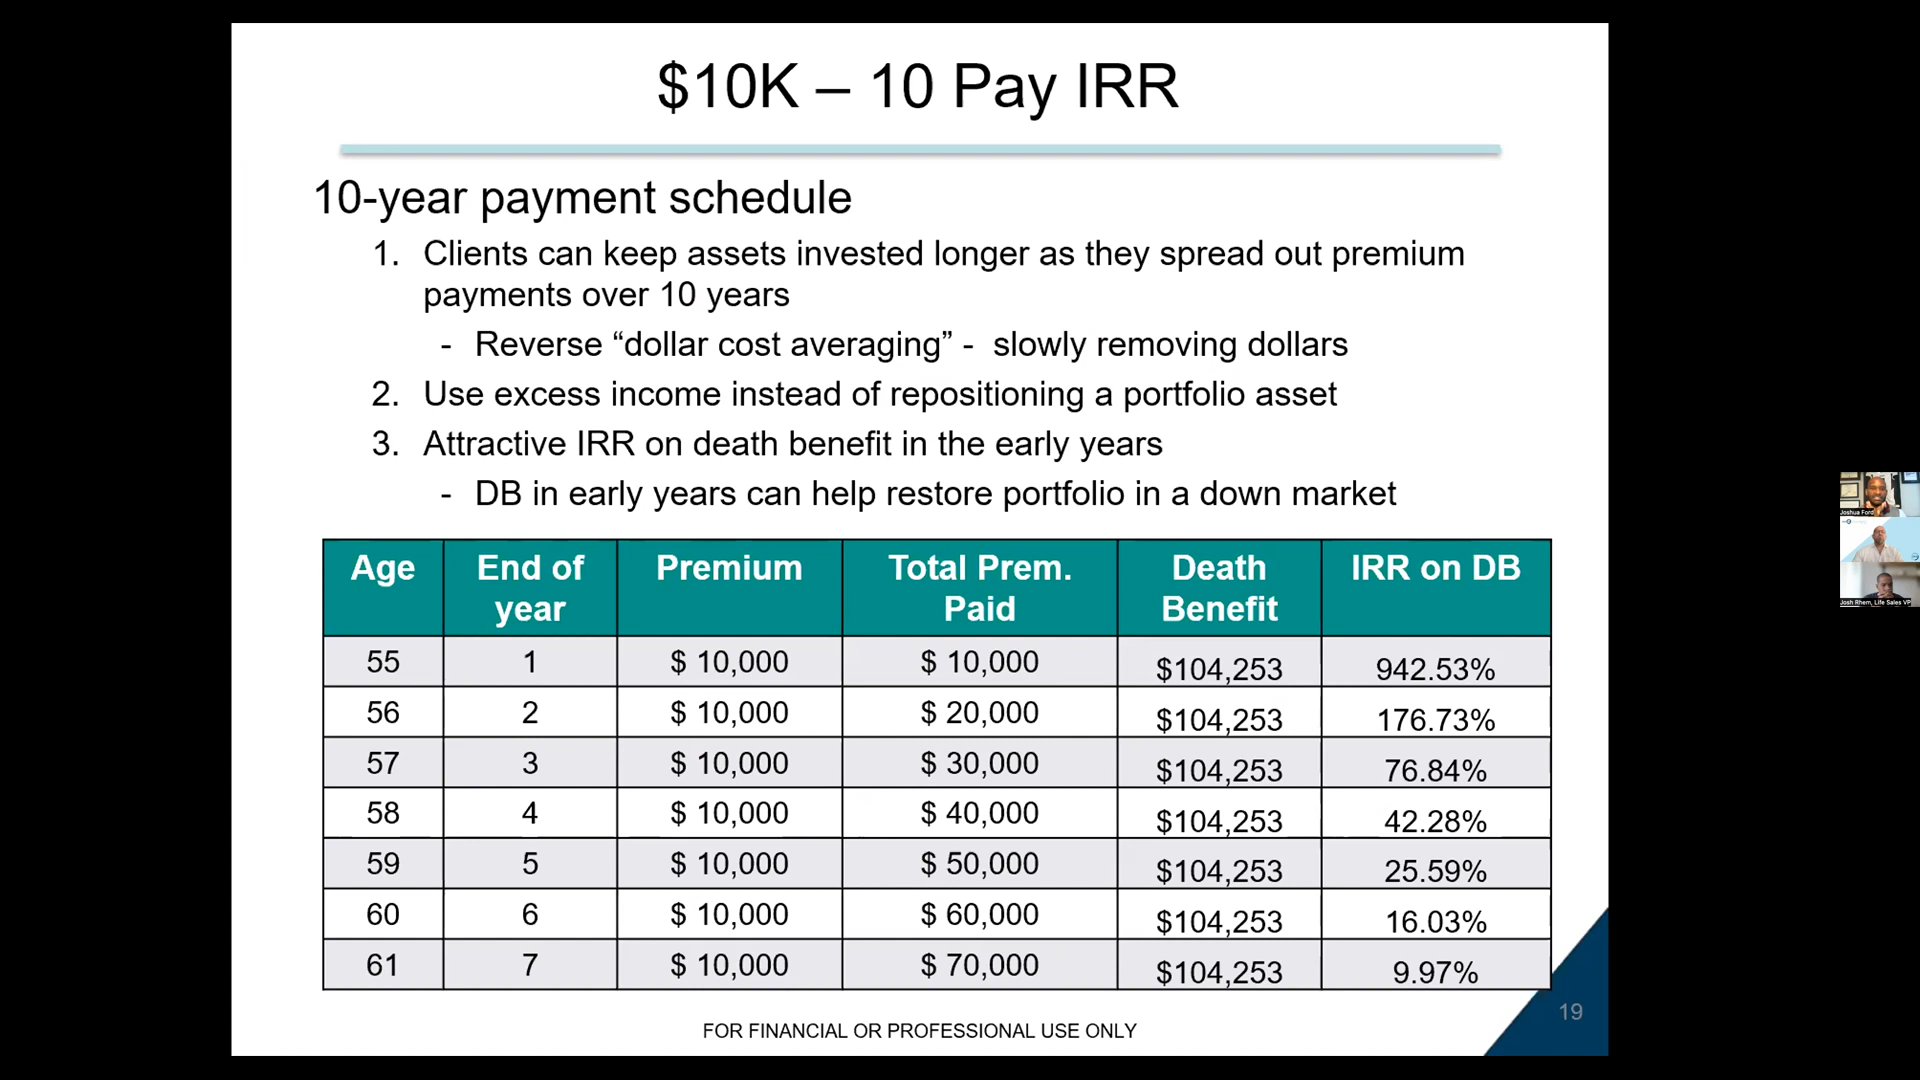 $10K – 10 Pay IRR
10-year payment schedule
1. Clients can keep assets invested longer as they spread out premium
payments over 10 years
- Reverse “dollar cost averaging” - slowly removing dollars
2. Use excess income instead of repositioning a portfolio asset
3. Attractive IRR on death benefit in the early years
- DB in early years can help restore portfolio in a down market
Age End of year Premium Total Prem. Paid Death Benefit IRR on DB
55 1 $ 10,000 $ 10,000 $104,253 942.53%
56 2 $ 10,000 $ 20,000 $104,253 176.73%
57 3 $ 10,000 $ 30,000 $104,253 76.84%
58 4 $ 10,000 $ 40,000 $104,253 42.28%
59 5 $ 10,000 $ 50,000 $104,253 25.59%
60 6 $ 10,000 $ 60,000 $104,253 16.03%
61 7 $ 10,000 $ 70,000 $104,253 9.97%
19
FOR FINANCIAL OR PROFESSIONAL USE ONLY
Joshua Ford
Josh Rhem, Life Sales VP